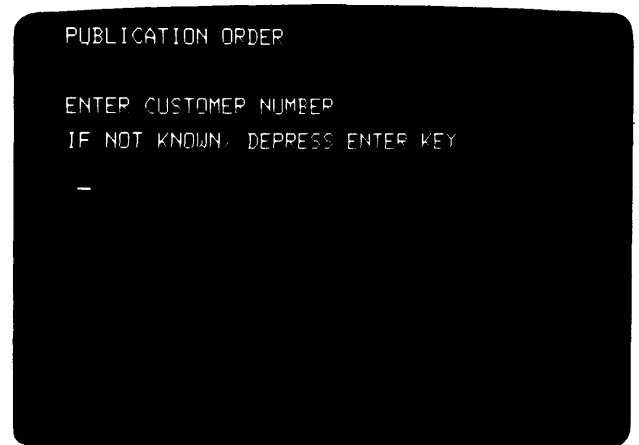 PUBLICATION ORDER
ENTER CUSTOMER NUMBER
IF NOT KNOWN, DEPRESS ENTER KEY